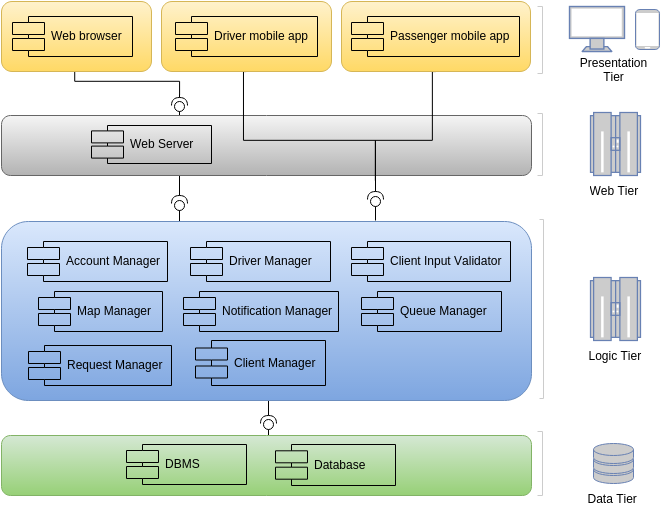 Web browser
Driver mobile app
Passenger mobile app
Presentation
Tier
Web Server
Web Tier
Account Manager
Driver Manager
Client Input Validator
Map Manager
Notification Manager
Queue Manager
Request Manager
Client Manager
Logic Tier
DBMS
Database
Data Tier